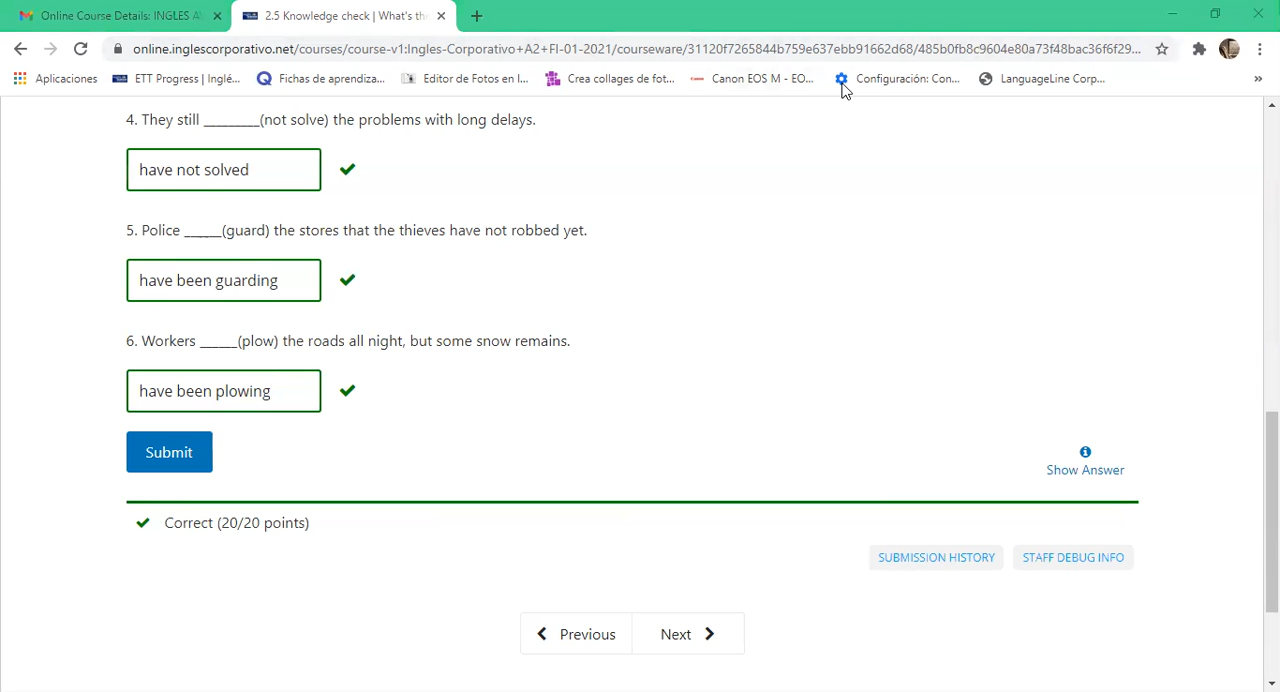 Online Course Details: INGLES A
2.5 Knowledge check | What's the
online.inglescorporativo.net/courses/course-v1:Ingles-Corporativo+A2+FI-01-2021/courseware/31120f7265844b759e637ebb91662d68/485b0fb8c9604e80a73f48bac36f6f29...
Aplicaciones ETT Progress | Inglé... Fichas de aprendiza... Editor de Fotos en l... Crea collages de fot... Canon EOS M - EO... Configuración: Con... LanguageLine Corp... »
4. They still _________(not solve) the problems with long delays.
have not solved
5. Police ______(guard) the stores that the thieves have not robbed yet.
have been guarding
6. Workers ______(plow) the roads all night, but some snow remains.
have been plowing
Submit
Show Answer
Correct (20/20 points)
SUBMISSION HISTORY STAFF DEBUG INFO
Previous Next